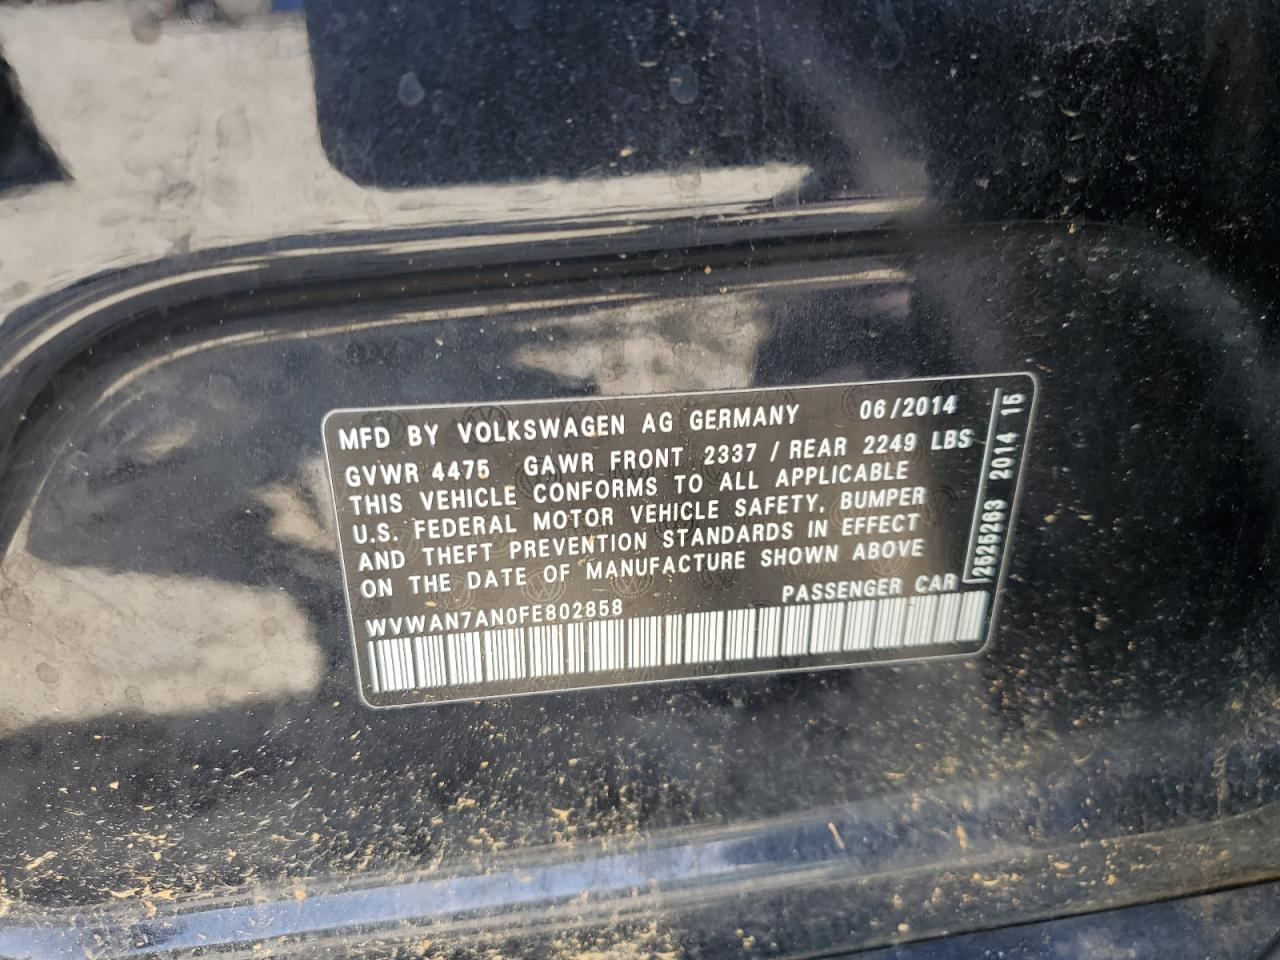 MFD BY VOLKSWAGEN AG GERMANY 06/2014
GVWR 4475 GAWR FRONT 2337 / REAR 2249 LBS
THIS VEHICLE CONFORMS TO ALL APPLICABLE
U.S. FEDERAL MOTOR VEHICLE SAFETY, BUMPER
AND THEFT PREVENTION STANDARDS IN EFFECT
ON THE DATE OF MANUFACTURE SHOWN ABOVE
PASSENGER CAR
WVWAN7AN0FE802858
2525263 2014 15